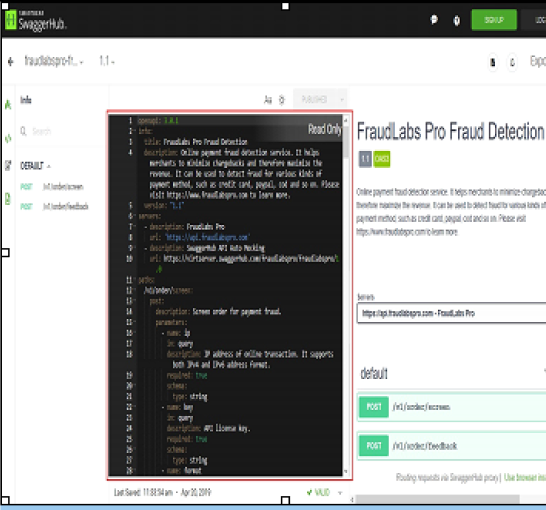 SwaggerHub.
SIGN UP
LOG
fraudlabspro-fr...
1.1
Expo
Info
Search
DEFAULT
POST /v1/order/screen
POST /v1/order/feedback
Aa
PUBLISHED
Read Only
1 openapi: 3.0.1
2 info:
3 title: FraudLabs Pro Fraud Detection
4 description: Online payment fraud detection service. It helps
merchants to minimize chargebacks and therefore maximize the
revenue. It can be used to detect fraud for various kinds of
payment method, such as credit card, paypal, cod and so on. Please
visit https://www.fraudlabspro.com to learn more.
5 version: "1.1"
6 servers:
7 - description: FraudLabs Pro
8 url: 'https://api.fraudlabspro.com'
9 - description: SwaggerHub API Auto Mocking
10 url: https://virtserver.swaggerhub.com/fraudlabspro/fraudlabspro/1
.0
11 paths:
12 /v1/order/screen:
13 post:
14 description: Screen order for payment fraud.
15 parameters:
16 - name: ip
17 in: query
18 description: IP address of online transaction. It supports
both IPv4 and IPv6 address format.
19 required: true
20 schema:
21 type: string
22 - name: key
23 in: query
24 description: API license key.
25 required: true
26 schema:
27 type: string
28 - name: format
Last Saved: 11:38:54 am - Apr 20, 2019
VALID
FraudLabs Pro Fraud Detection
1.1 OAS3
Online payment fraud detection service. It helps merchants to minimize chargeback
therefore maximize the revenue. It can be used to detect fraud for various kinds of
payment method, such as credit card, paypal, cod and so on. Please visit
https://www.fraudlabspro.com to learn more.
Servers
https://api.fraudlabspro.com - FraudLabs Pro
default
POST /v1/order/screen
POST /v1/order/feedback
Routing requests via SwaggerHub proxy | Use browser ins